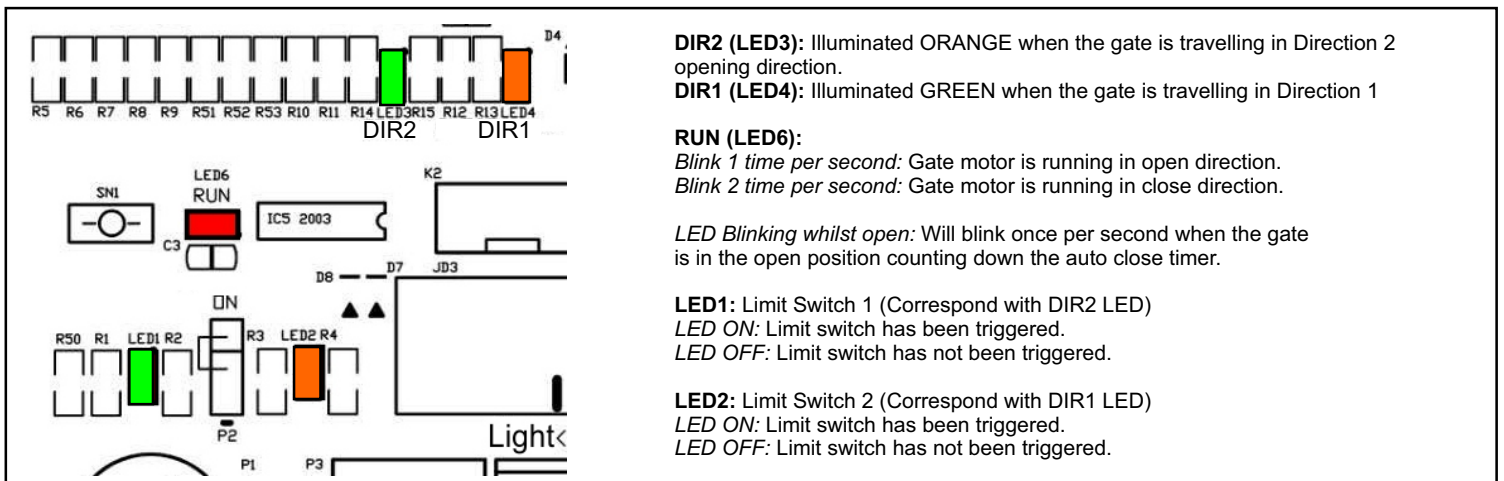 D4
R5 R6 R7 R8 R9 R51 R52 R53 R10 R11 R14 LED3 R15 R12 R13 LED4
DIR2 DIR1
LED6
RUN
SN1
IC5 2003
K2
C3
D8
D7
JD3
ON
R50 R1 LED1 R2 R3 LED2 R4
P2
Light<
P1 P3
DIR2 (LED3): Illuminated ORANGE when the gate is travelling in Direction 2
opening direction.
DIR1 (LED4): Illuminated GREEN when the gate is travelling in Direction 1
RUN (LED6):
Blink 1 time per second: Gate motor is running in open direction.
Blink 2 time per second: Gate motor is running in close direction.
LED Blinking whilst open: Will blink once per second when the gate
is in the open position counting down the auto close timer.
LED1: Limit Switch 1 (Correspond with DIR2 LED)
LED ON: Limit switch has been triggered.
LED OFF: Limit switch has not been triggered.
LED2: Limit Switch 2 (Correspond with DIR1 LED)
LED ON: Limit switch has been triggered.
LED OFF: Limit switch has not been triggered.